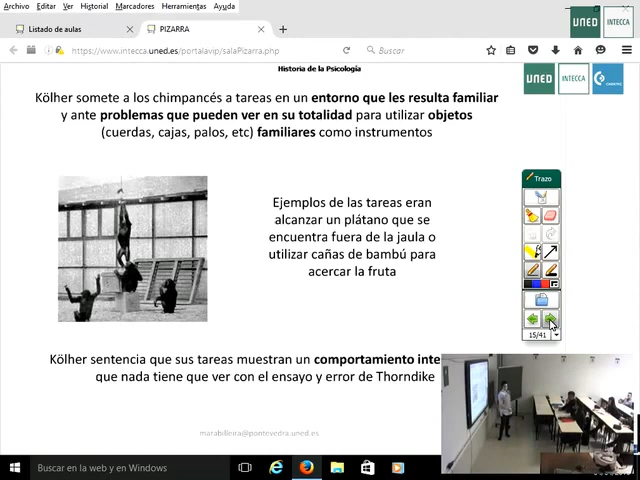 Archivo Editar Ver Historial Marcadores Herramientas Ayuda
Listado de aulas
PIZARRA
https://www.intecca.uned.es/portalavip/salaPizarra.php
Buscar
UNED
INTECCA
Historia de la Psicología
UNED
INTECCA
Kölher somete a los chimpancés a tareas en un entorno que les resulta familiar
y ante problemas que pueden ver en su totalidad para utilizar objetos
(cuerdas, cajas, palos, etc) familiares como instrumentos
Ejemplos de las tareas eran
alcanzar un plátano que se
encuentra fuera de la jaula o
utilizar cañas de bambú para
acercar la fruta
Trazo
15/41
Kölher sentencia que sus tareas muestran un comportamiento inte
que nada tiene que ver con el ensayo y error de Thorndike
marabilleira@pontevedra.uned.es
Buscar en la web y en Windows